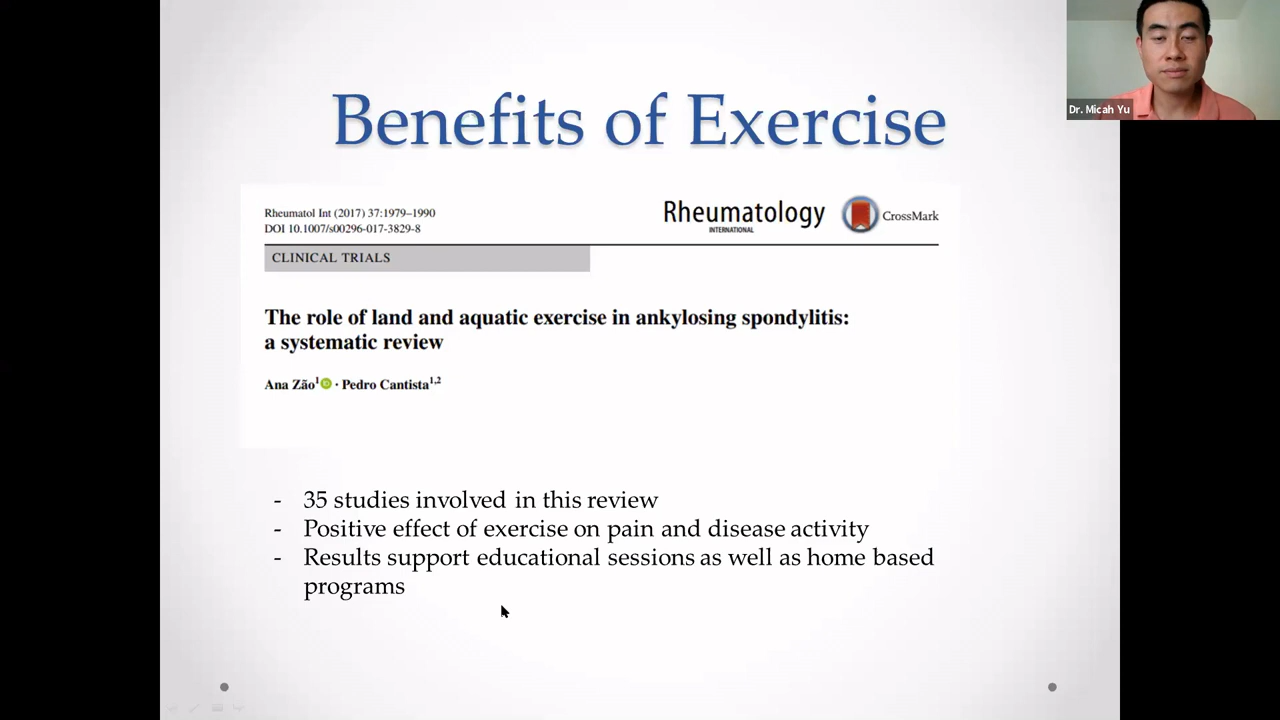 Benefits of Exercise
Dr. Micah Yu
Rheumatol Int (2017) 37:1979–1990
DOI 10.1007/s00296-017-3829-8
Rheumatology
INTERNATIONAL
CrossMark
CLINICAL TRIALS
The role of land and aquatic exercise in ankylosing spondylitis:
a systematic review
Ana Zão1 · Pedro Cantista1,2
- 35 studies involved in this review
- Positive effect of exercise on pain and disease activity
- Results support educational sessions as well as home based
programs